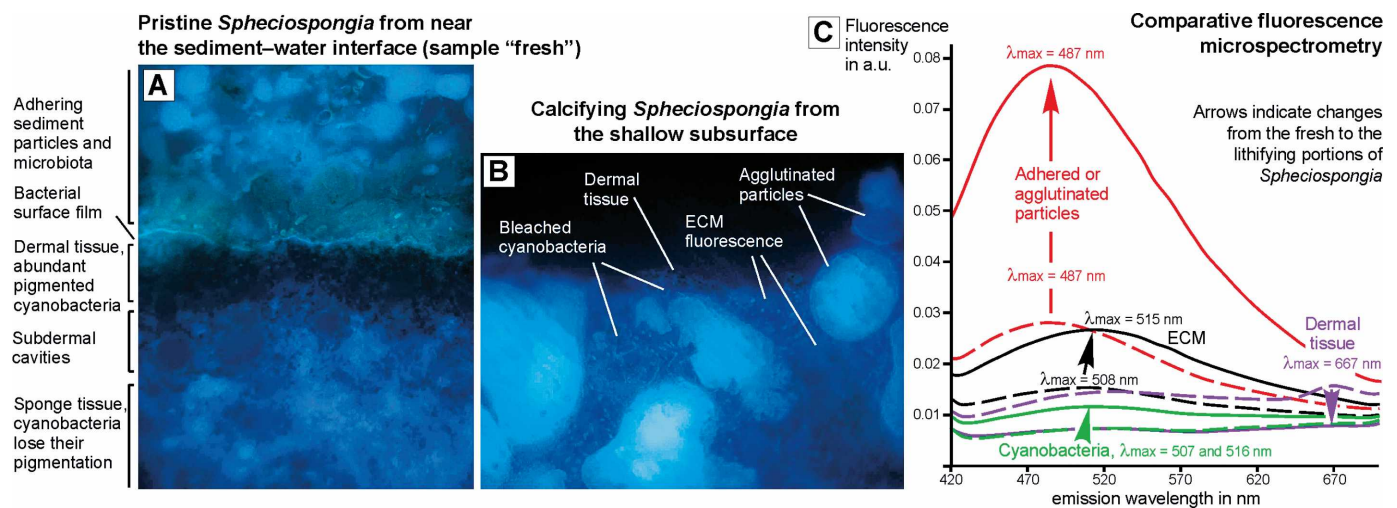 Pristine Spheciospongia from near
the sediment–water interface (sample “fresh”)
A
Adhering
sediment
particles and
microbiota
Bacterial
surface film
Dermal tissue,
abundant
pigmented
cyanobacteria
Subdermal
cavities
Sponge tissue,
cyanobacteria
lose their
pigmentation
Calcifying Spheciospongia from
the shallow subsurface
B
Dermal
tissue
Agglutinated
particles
Bleached
cyanobacteria
ECM
fluorescence
C
Fluorescence
intensity
in a.u.
Comparative fluorescence
microspectrometry
Arrows indicate changes
from the fresh to the
lithifying portions of
Spheciospongia
0.08
0.07
0.06
0.05
0.04
0.03
0.02
0.01
λmax = 487 nm
Adhered or
agglutinated
particles
λmax = 487 nm
λmax = 515 nm
ECM
Dermal
tissue
λmax = 667 nm
λmax = 508 nm
Cyanobacteria, λmax = 507 and 516 nm
420 470 520 570 620 670
emission wavelength in nm